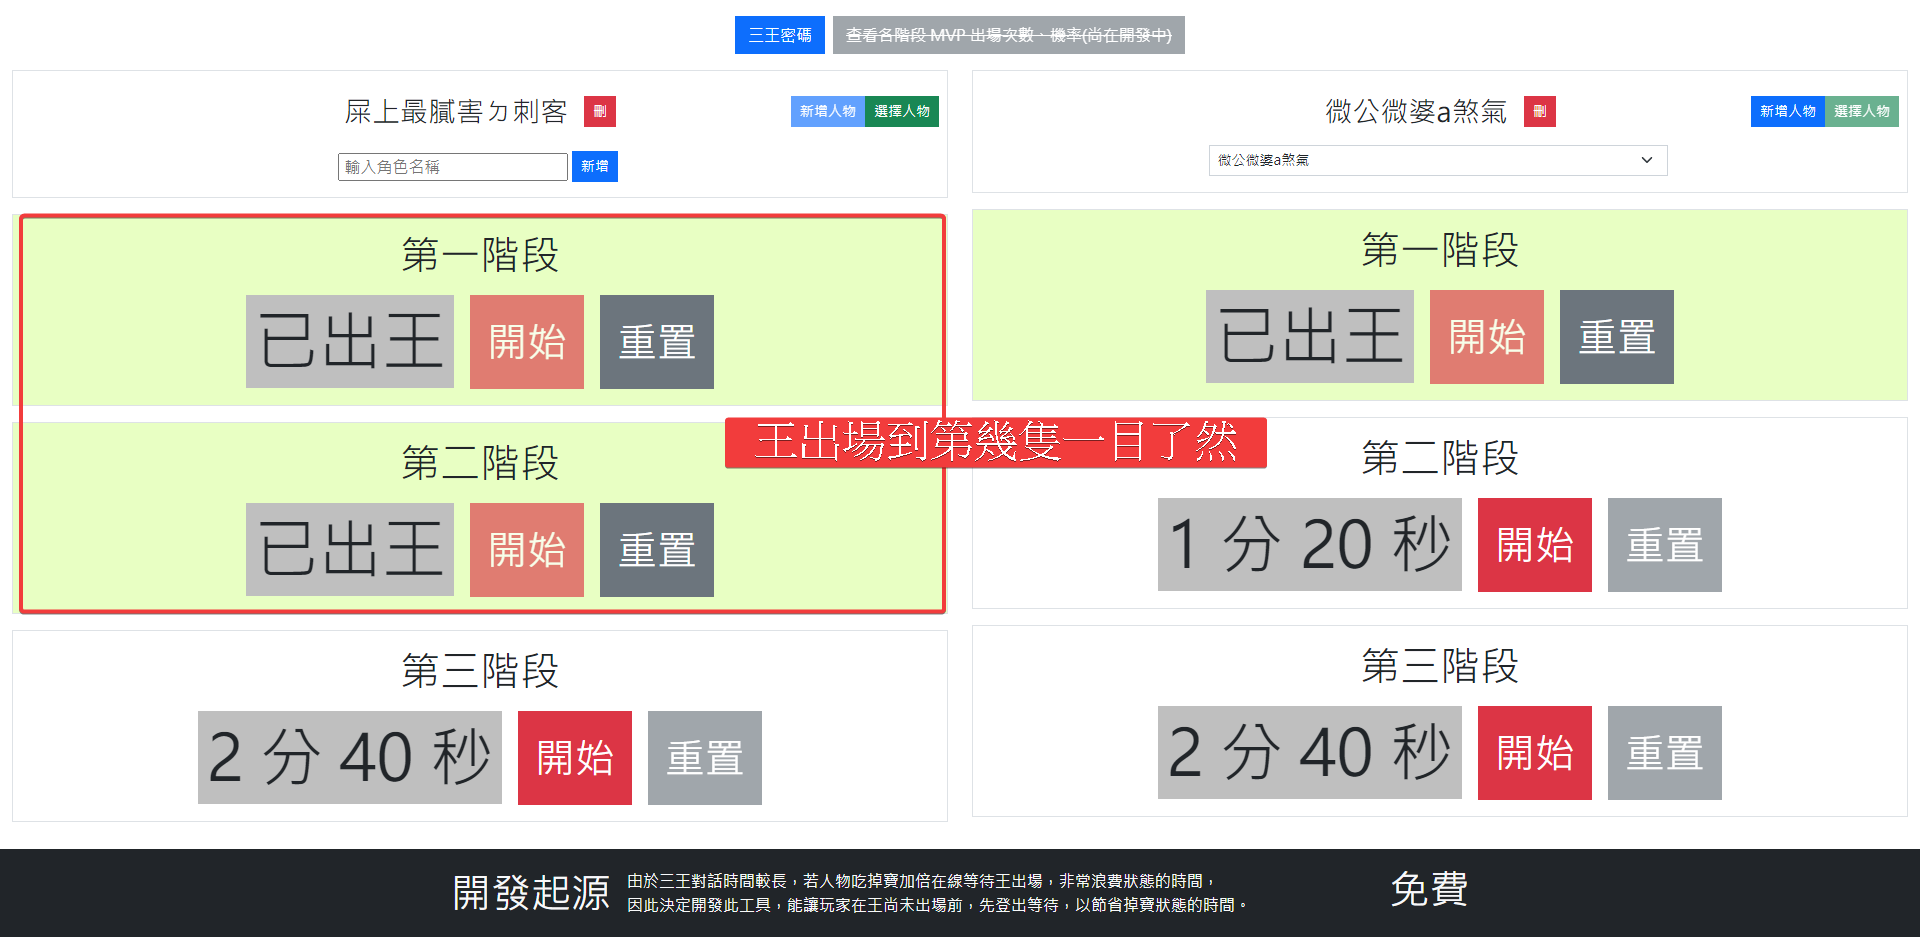 三王密碼
查看各階段 MVP 出場次數、機率(尚在開發中)
屎上最膩害ㄉ刺客
刪
新增人物
選擇人物
輸入角色名稱
新增
第一階段
已出王
開始
重置
第二階段
已出王
開始
重置
第三階段
2 分 40 秒
開始
重置
微公微婆a煞氣
刪
新增人物
選擇人物
微公微婆a煞氣
第一階段
已出王
開始
重置
王出場到第幾隻一目了然
第二階段
1 分 20 秒
開始
重置
第三階段
2 分 40 秒
開始
重置
開發起源
由於三王對話時間較長，若人物吃掉寶加倍在線等待王出場，非常浪費狀態的時間，
因此決定開發此工具，能讓玩家在王尚未出場前，先登出等待，以節省掉寶狀態的時間。
免費